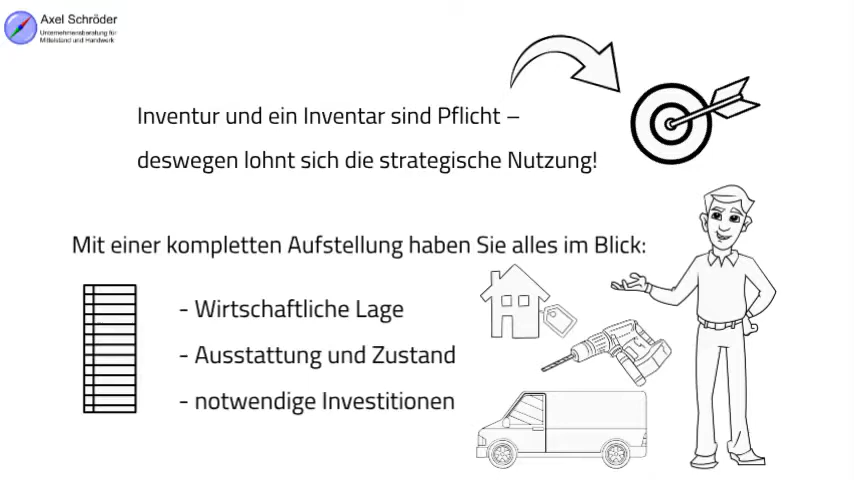 Axel Schröder
Unternehmensberatung für
Mittelstand und Handwerk
Inventur und ein Inventar sind Pflicht –
deswegen lohnt sich die strategische Nutzung!
Mit einer kompletten Aufstellung haben Sie alles im Blick:
- Wirtschaftliche Lage
- Ausstattung und Zustand
- notwendige Investitionen